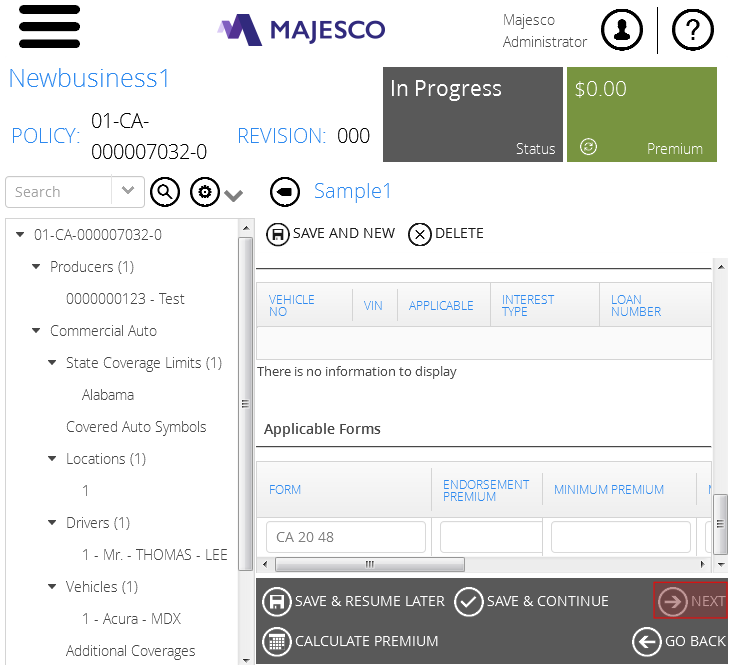 MAJESCO
Majesco
Administrator
?
Newbusiness1
POLICY:
01-CA-
000007032-0
REVISION:
000
In Progress
Status
$0.00
Premium
Search
Sample1
SAVE AND NEW
DELETE
01-CA-000007032-0
Producers (1)
0000000123 - Test
Commercial Auto
State Coverage Limits (1)
Alabama
Covered Auto Symbols
Locations (1)
1
Drivers (1)
1 - Mr. - THOMAS - LEE
Vehicles (1)
1 - Acura - MDX
Additional Coverages
VEHICLE
NO
VIN
APPLICABLE
INTEREST
TYPE
LOAN
NUMBER
There is no information to display
Applicable Forms
FORM
ENDORSEMENT
PREMIUM
MINIMUM PREMIUM
CA 20 48
SAVE & RESUME LATER
SAVE & CONTINUE
NEXT
CALCULATE PREMIUM
GO BACK